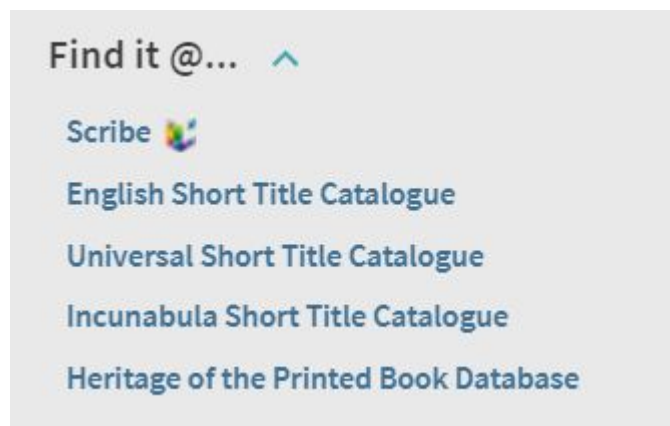 Find it @...
Scribe
English Short Title Catalogue
Universal Short Title Catalogue
Incunabula Short Title Catalogue
Heritage of the Printed Book Database